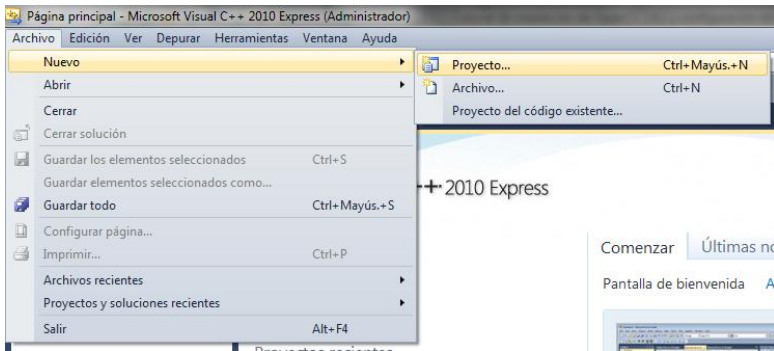 Página principal - Microsoft Visual C++ 2010 Express (Administrador)
Archivo Edición Ver Depurar Herramientas Ventana Ayuda
Nuevo
Proyecto... Ctrl+Mayús.+N
Abrir
Archivo... Ctrl+N
Cerrar
Proyecto del código existente...
Cerrar solución
Guardar los elementos seleccionados Ctrl+S
Guardar elementos seleccionados como...
++ 2010 Express
Guardar todo Ctrl+Mayús.+S
Configurar página...
Imprimir... Ctrl+P
Comenzar Últimas no
Archivos recientes
Pantalla de bienvenida A
Proyectos y soluciones recientes
Salir Alt+F4
Proyectos recientes